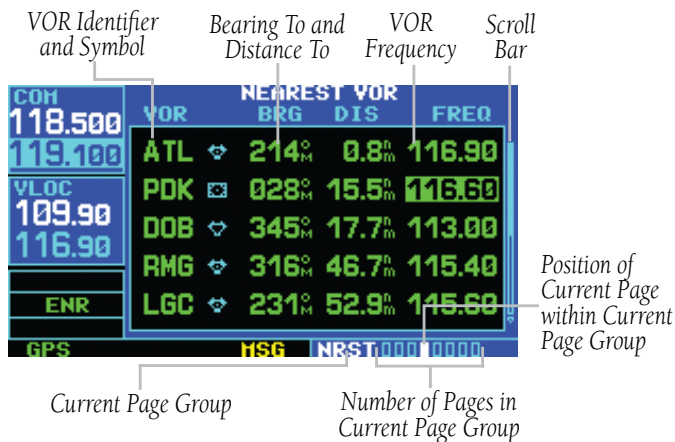 VOR Identifier
and Symbol
Bearing To and
Distance To
VOR
Frequency
Scroll
Bar
COM
118.500
119.100
VLOC
109.90
116.90
ENR
NEAREST VOR
VOR BRG DIS FREQ
ATL 214°M 0.8nm 116.90
PDK 028°M 15.5nm 116.60
DOB 345°M 17.7nm 113.00
RMG 316°M 46.7nm 115.40
LGC 231°M 52.9nm 115.60
GPS MSG NRST
Position of
Current Page
within Current
Page Group
Current Page Group
Number of Pages in
Current Page Group